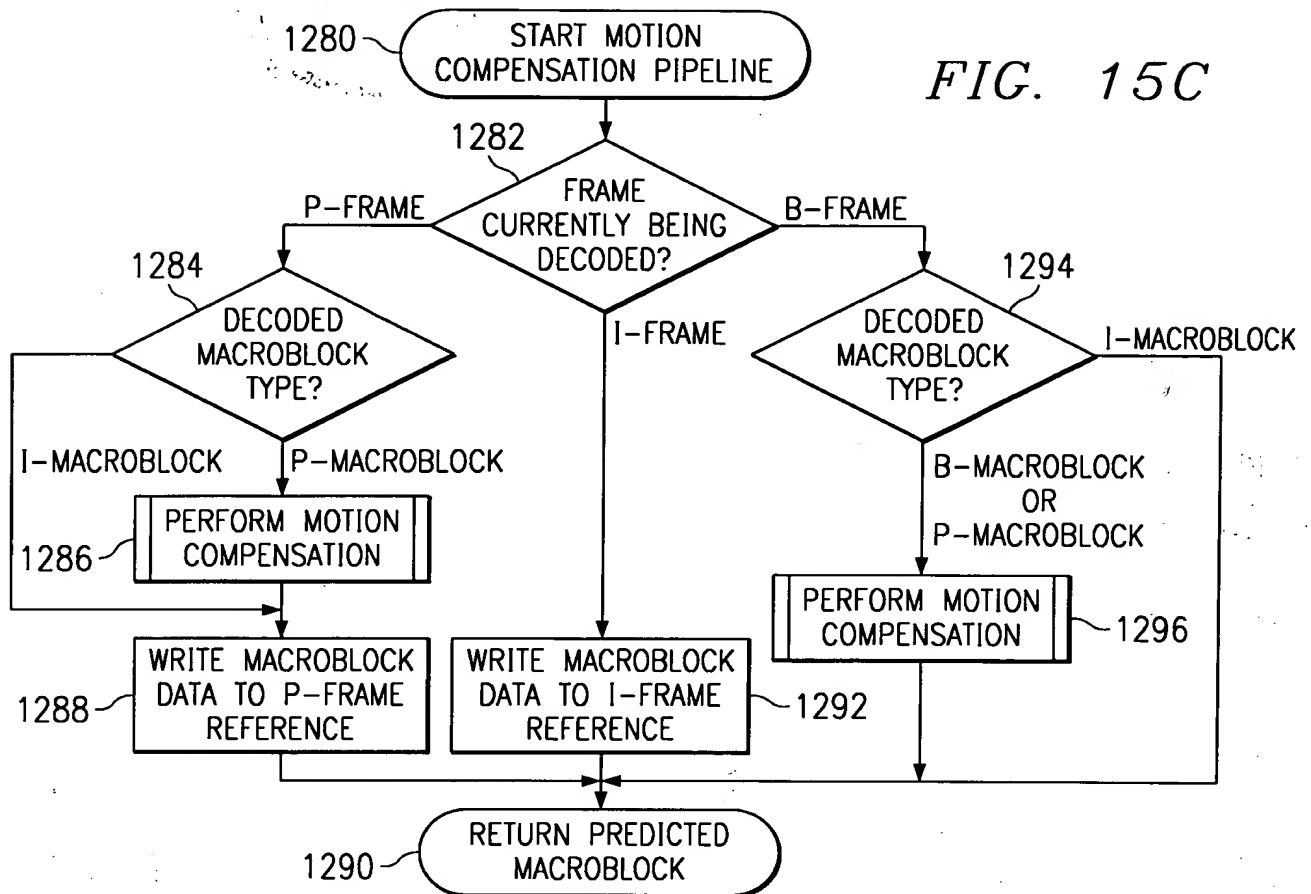 1280
START MOTION
COMPENSATION PIPELINE
FIG. 15C
1282
FRAME
CURRENTLY BEING
DECODED?
P-FRAME
B-FRAME
I-FRAME
1284
DECODED
MACROBLOCK
TYPE?
1294
DECODED
MACROBLOCK
TYPE?
I-MACROBLOCK
I-MACROBLOCK
P-MACROBLOCK
B-MACROBLOCK
OR
P-MACROBLOCK
1286
PERFORM MOTION
COMPENSATION
PERFORM MOTION
COMPENSATION
1296
1288
WRITE MACROBLOCK
DATA TO P-FRAME
REFERENCE
WRITE MACROBLOCK
DATA TO I-FRAME
REFERENCE
1292
1290
RETURN PREDICTED
MACROBLOCK